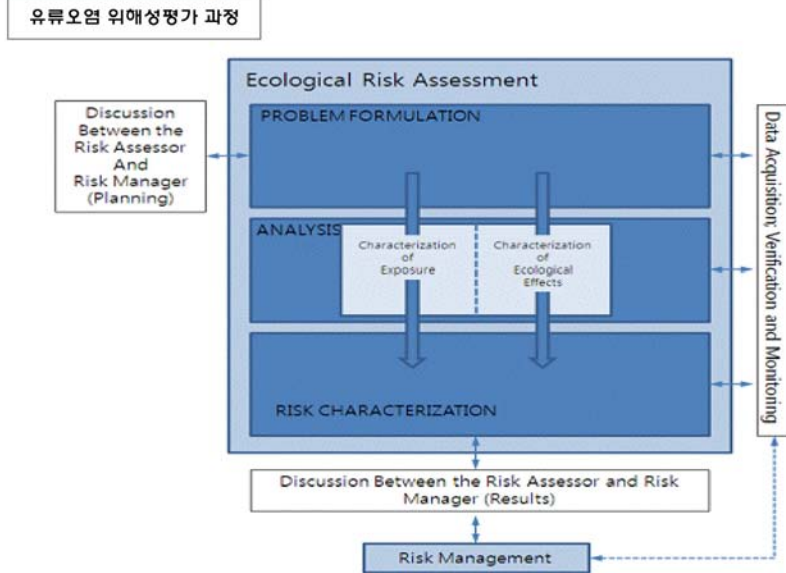 유류오염 위해성평가 과정
Ecological Risk Assessment
Discussion
Between the
Risk Assessor
And
Risk Manager
(Planning)
PROBLEM FORMULATION
ANALYSIS
Characterization
of
Exposure
Characterization
of
Ecological
Effects
RISK CHARACTERIZATION
Data Acquisition; Verification and Monitoring
Discussion Between the Risk Assessor and Risk
Manager (Results)
Risk Management